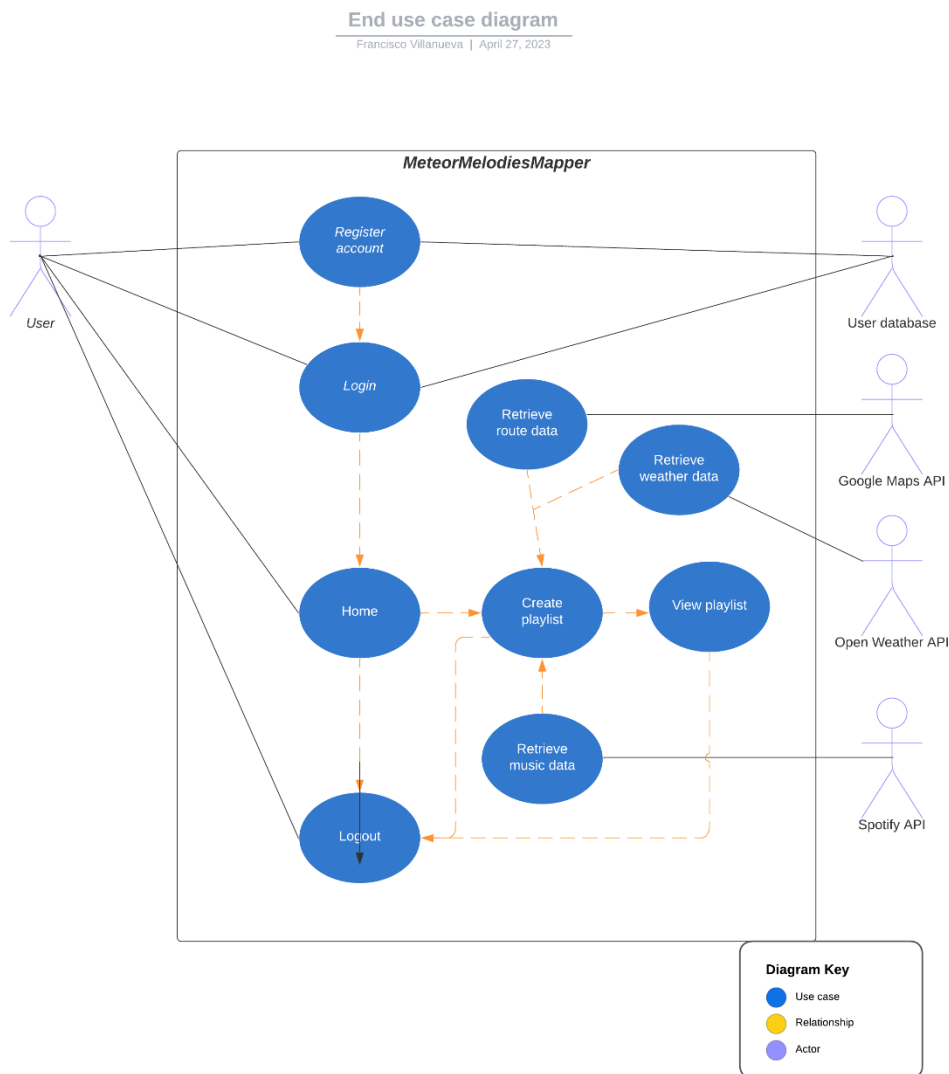 End use case diagram
Francisco Villanueva | April 27, 2023
MeteorMelodiesMapper
Register
account
User
User database
Login
Retrieve
route data
Retrieve
weather data
Google Maps API
Home
Create
playlist
View playlist
Open Weather API
Retrieve
music data
Logout
Spotify API
Diagram Key
Use case
Relationship
Actor